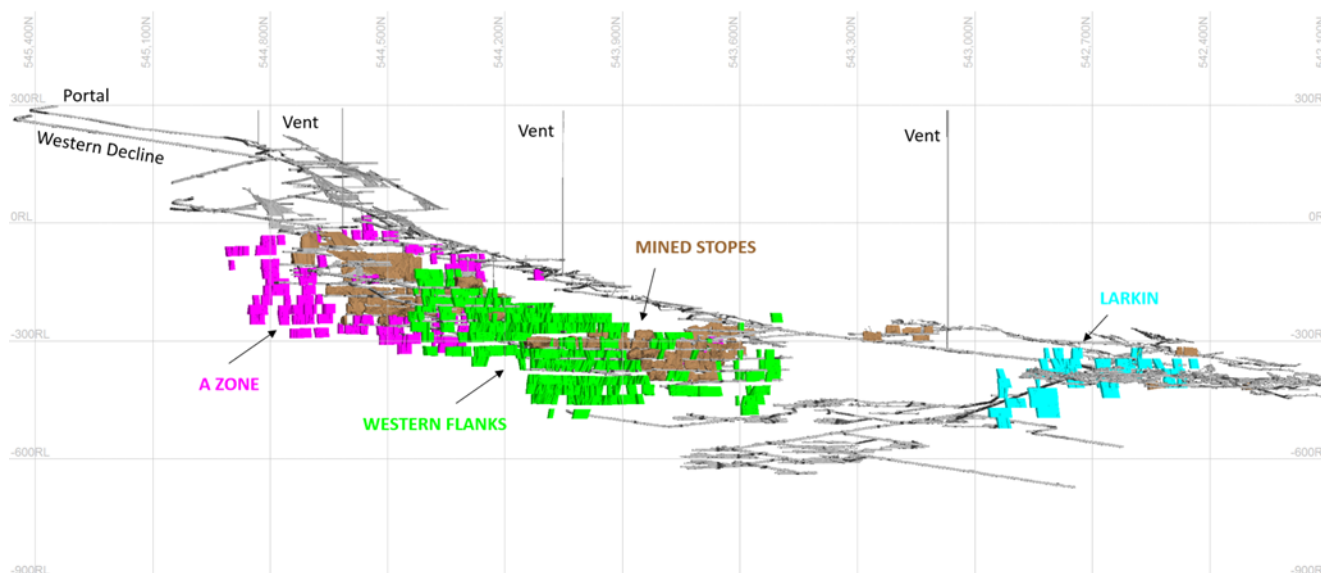 545,400N
545,100N
544,800N
544,500N
544,200N
543,900N
543,600N
543,300N
543,000N
542,700N
542,400N
542,100N
300RL
300RL
Portal
Vent
Vent
Vent
Western Decline
0RL
MINED STOPES
LARKIN
-300RL
-300RL
A ZONE
WESTERN FLANKS
-600RL
-600RL
-900RL